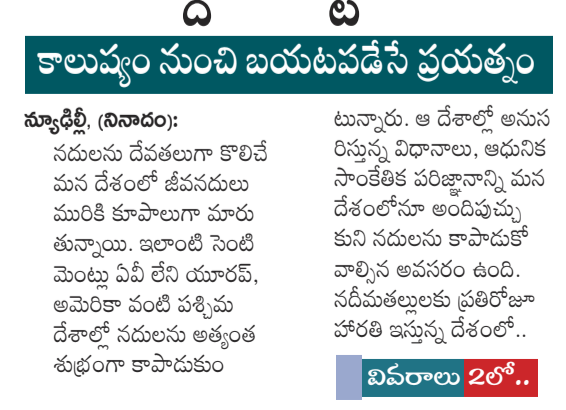 కాలుష్యం నుంచి బయటపడేసే ప్రయత్నం
న్యూఢిల్లీ, (నినాదం):
నదులను దేవతలుగా కొలిచే
మన దేశంలో జీవనదులు
మురికి కూపాలుగా మారు
తున్నాయి. ఇలాంటి సెంటి
మెంట్లు ఏవీ లేని యూరప్,
అమెరికా వంటి పశ్చిమ
దేశాల్లో నదులను అత్యంత
శుభ్రంగా కాపాడుకుం
టున్నారు. ఆ దేశాల్లో అనుస
రిస్తున్న విధానాలు, ఆధునిక
సాంకేతిక పరిజ్ఞానాన్ని మన
దేశంలోనూ అందిపుచ్చు
కుని నదులను కాపాడుకో
వాల్సిన అవసరం ఉంది.
నదీమతల్లులకు ప్రతిరోజూ
హారతి ఇస్తున్న దేశంలో..
వివరాలు 2లో..